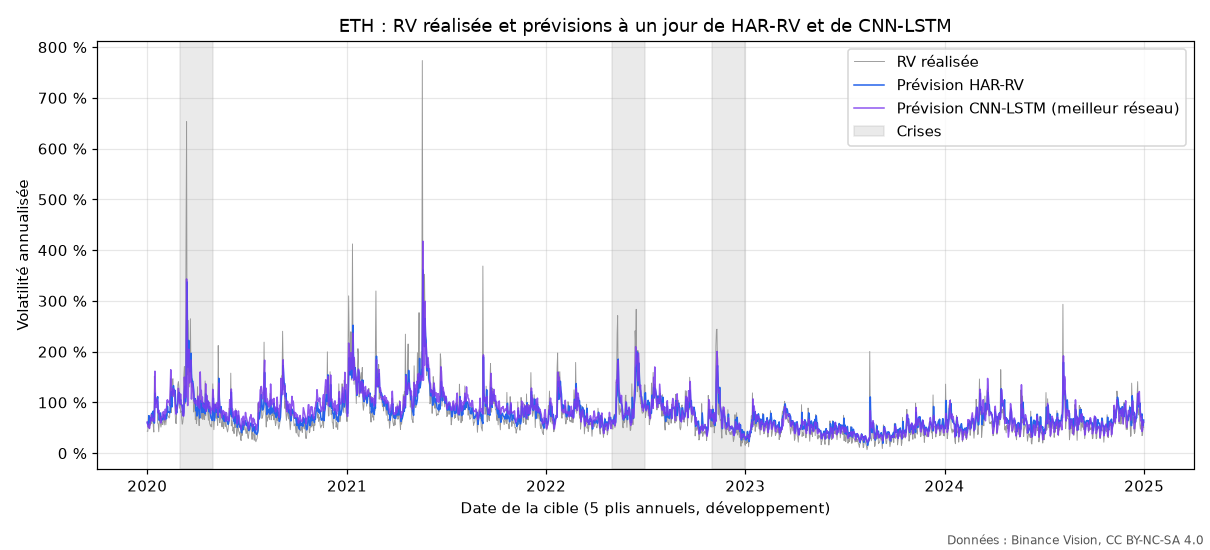 ETH : RV réalisée et prévisions à un jour de HAR-RV et de CNN-LSTM
800 %
700 %
600 %
500 %
400 %
300 %
200 %
100 %
0 %
Volatilité annualisée
RV réalisée
Prévision HAR-RV
Prévision CNN-LSTM (meilleur réseau)
Crises
2020
2021
2022
2023
2024
2025
Date de la cible (5 plis annuels, développement)
Données : Binance Vision, CC BY-NC-SA 4.0